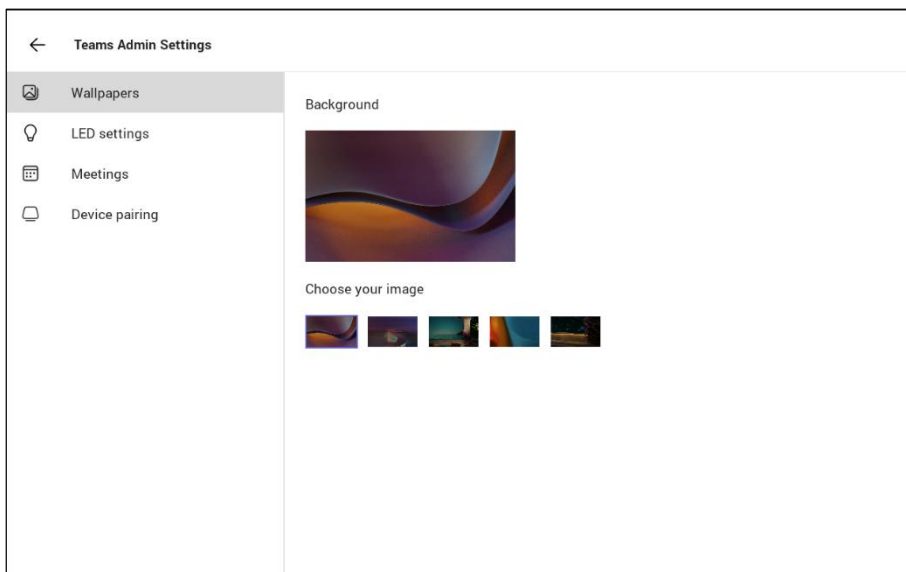 Teams Admin Settings
Wallpapers
LED settings
Meetings
Device pairing
Background
Choose your image